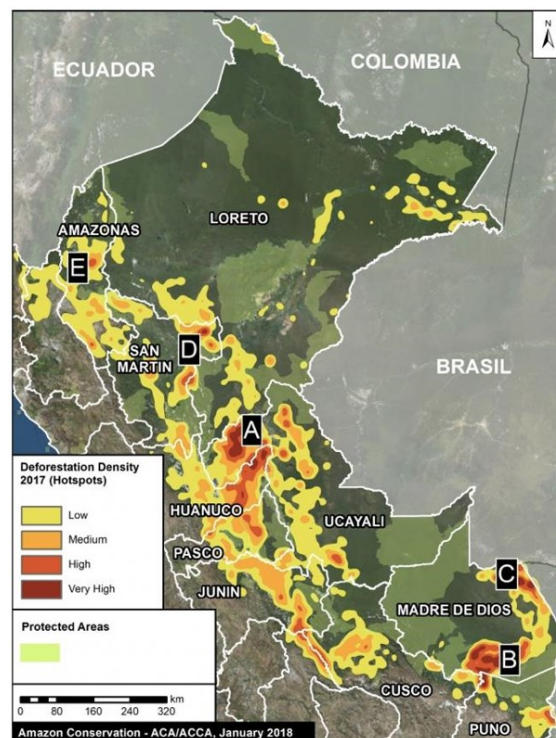 N
ECUADOR
COLOMBIA
LORETO
AMAZONAS
E
SAN
MARTIN
D
BRASIL
A
Deforestation Density
2017 (Hotspots)
Low
Medium
High
Very High
HUANUCO
UCAYALI
PASCO
JUNIN
C
MADRE DE DIOS
B
Protected Areas
CUSCO
PUNO
km
0 40 80 160 240 320
Amazon Conservation - ACA/ACCA, January 2018